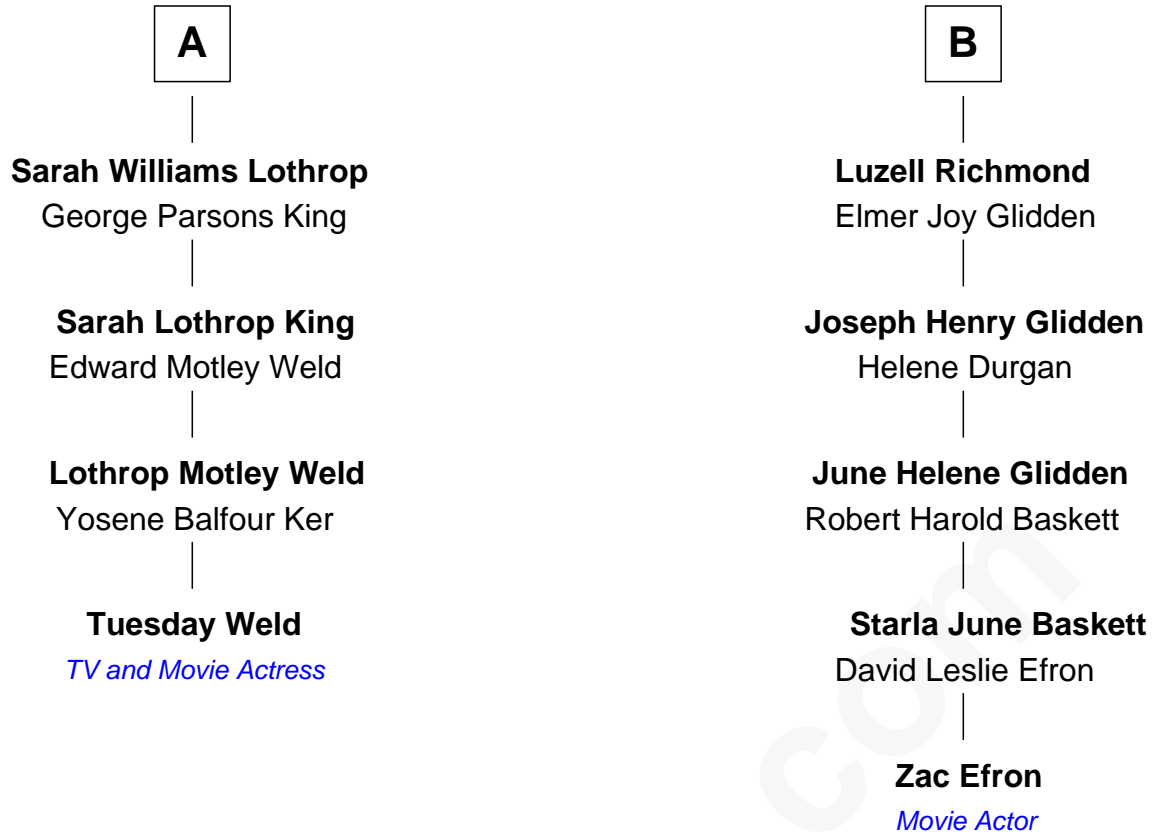 A
Sarah Williams Lothrop
George Parsons King
Sarah Lothrop King
Edward Motley Weld
Lothrop Motley Weld
Yosene Balfour Ker
Tuesday Weld
TV and Movie Actress
B
Luzell Richmond
Elmer Joy Glidden
Joseph Henry Glidden
Helene Durgan
June Helene Glidden
Robert Harold Baskett
Starla June Baskett
David Leslie Efron
Zac Efron
Movie Actor
com